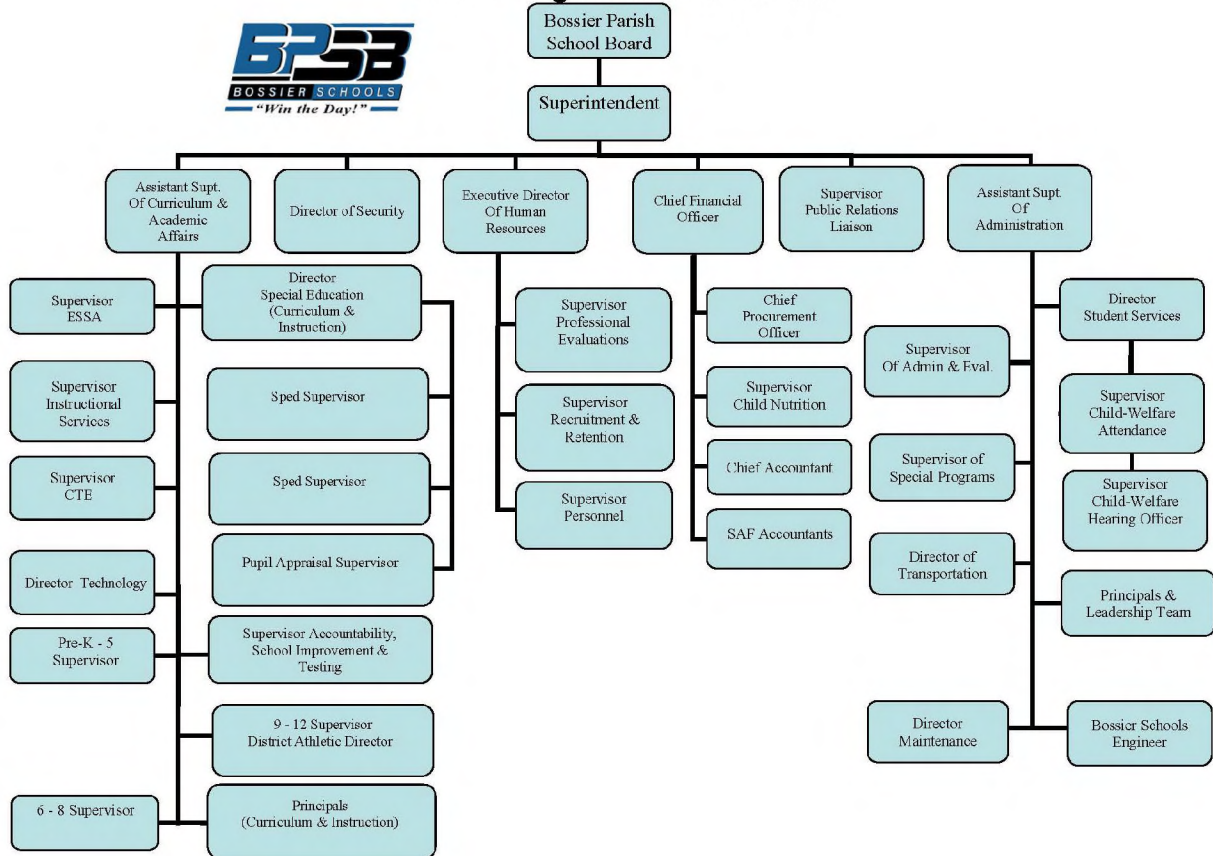 Bossier Parish
School Board
BPSB
BOSSIER SCHOOLS
"Win the Day!"
Superintendent
Assistant Supt.
Of Curriculum &
Academic
Affairs
Director of Security
Executive Director
Of Human
Resources
Chief Financial
Officer
Supervisor
Public Relations
Liaison
Assistant Supt.
Of
Administration
Supervisor
ESSA
Director
Special Education
(Curriculum &
Instruction)
Supervisor
Professional
Evaluations
Chief
Procurement
Officer
Director
Student Services
Supervisor
Of Admin & Eval.
Supervisor
Instructional
Services
Sped Supervisor
Supervisor
Recruitment &
Retention
Supervisor
Child Nutrition
Supervisor
Child-Welfare
Attendance
Supervisor
CTE
Sped Supervisor
Supervisor
Personnel
Chief Accountant
Supervisor of
Special Programs
Supervisor
Child-Welfare
Hearing Officer
SAF Accountants
Director Technology
Pupil Appraisal Supervisor
Director of
Transportation
Principals &
Leadership Team
Pre-K - 5
Supervisor
Supervisor Accountability,
School Improvement &
Testing
9 - 12 Supervisor
District Athletic Director
Director
Maintenance
Bossier Schools
Engineer
6 - 8 Supervisor
Principals
(Curriculum & Instruction)